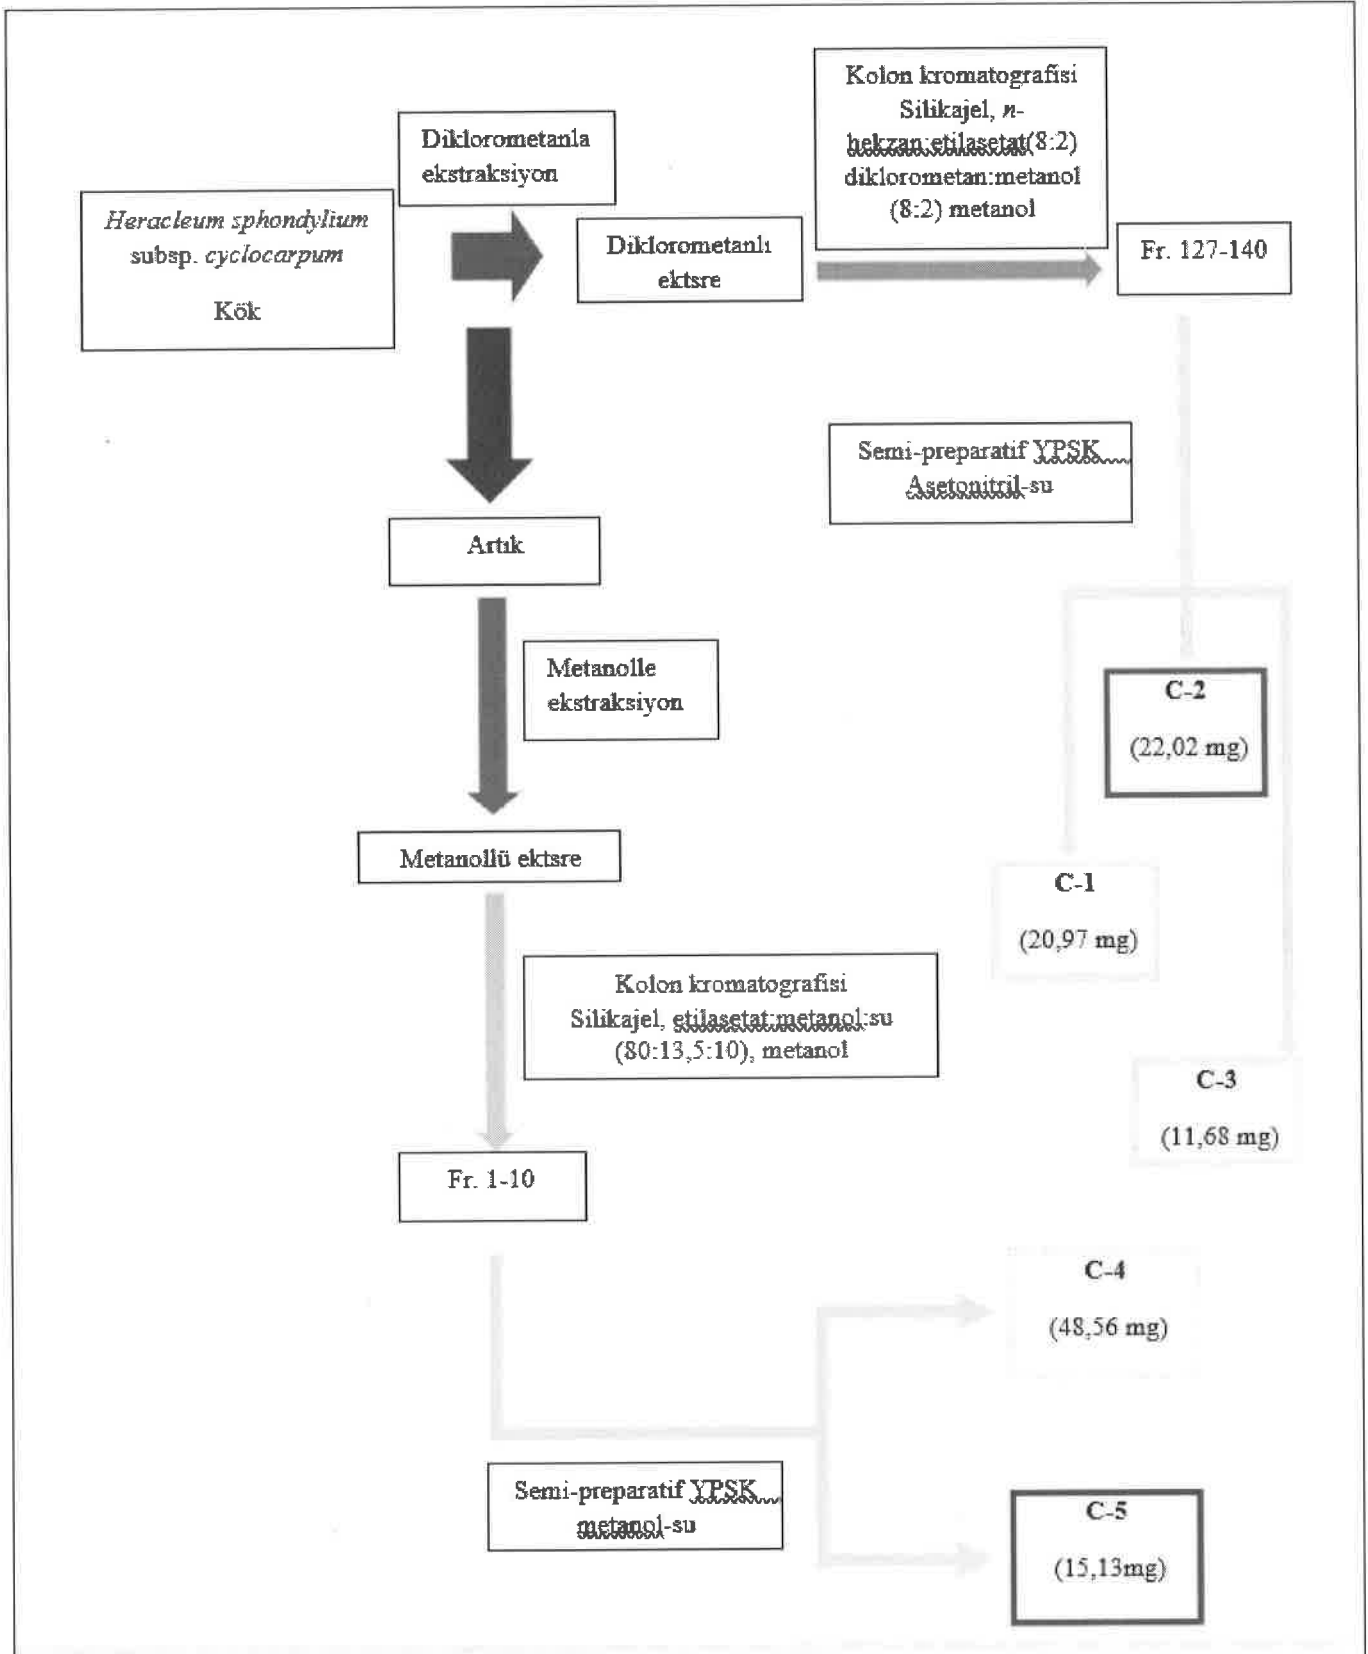 Kolon kromatografisi
Silikajel, n-
hekzan:etilasetat(8:2)
diklorometan:metanol
(8:2) metanol
Diklorometanla
ekstraksiyon
Heracleum sphondylium
subsp. cyclocarpum
Kök
Diklorometanlı
ektsre
Fr. 127-140
Semi-preparatif YPSK
Asetonitril-su
Artık
Metanolle
ekstraksiyon
C-2
(22,02 mg)
Metanollü ektsre
C-1
(20,97 mg)
Kolon kromatografisi
Silikajel, etilasetat:metanol:su
(80:13,5:10), metanol
C-3
(11,68 mg)
Fr. 1-10
C-4
(48,56 mg)
Semi-preparatif YPSK
metanol-su
C-5
(15,13mg)